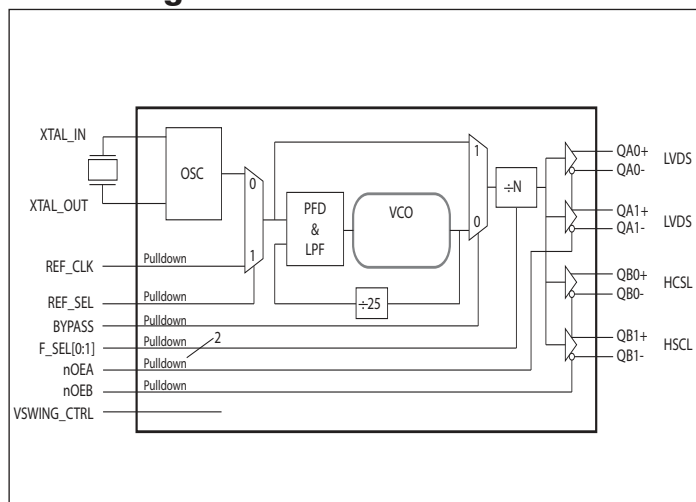 XTAL_IN
OSC
XTAL_OUT
0
1
PFD
&
LPF
VCO
÷25
1
0
÷N
QA0+
QA0-
LVDS
QA1+
QA1-
LVDS
QB0+
QB0-
HCSL
QB1+
QB1-
HSCL
REF_CLK Pulldown
REF_SEL Pulldown
BYPASS Pulldown
F_SEL[0:1] Pulldown
2
nOEA Pulldown
nOEB Pulldown
VSWING_CTRL